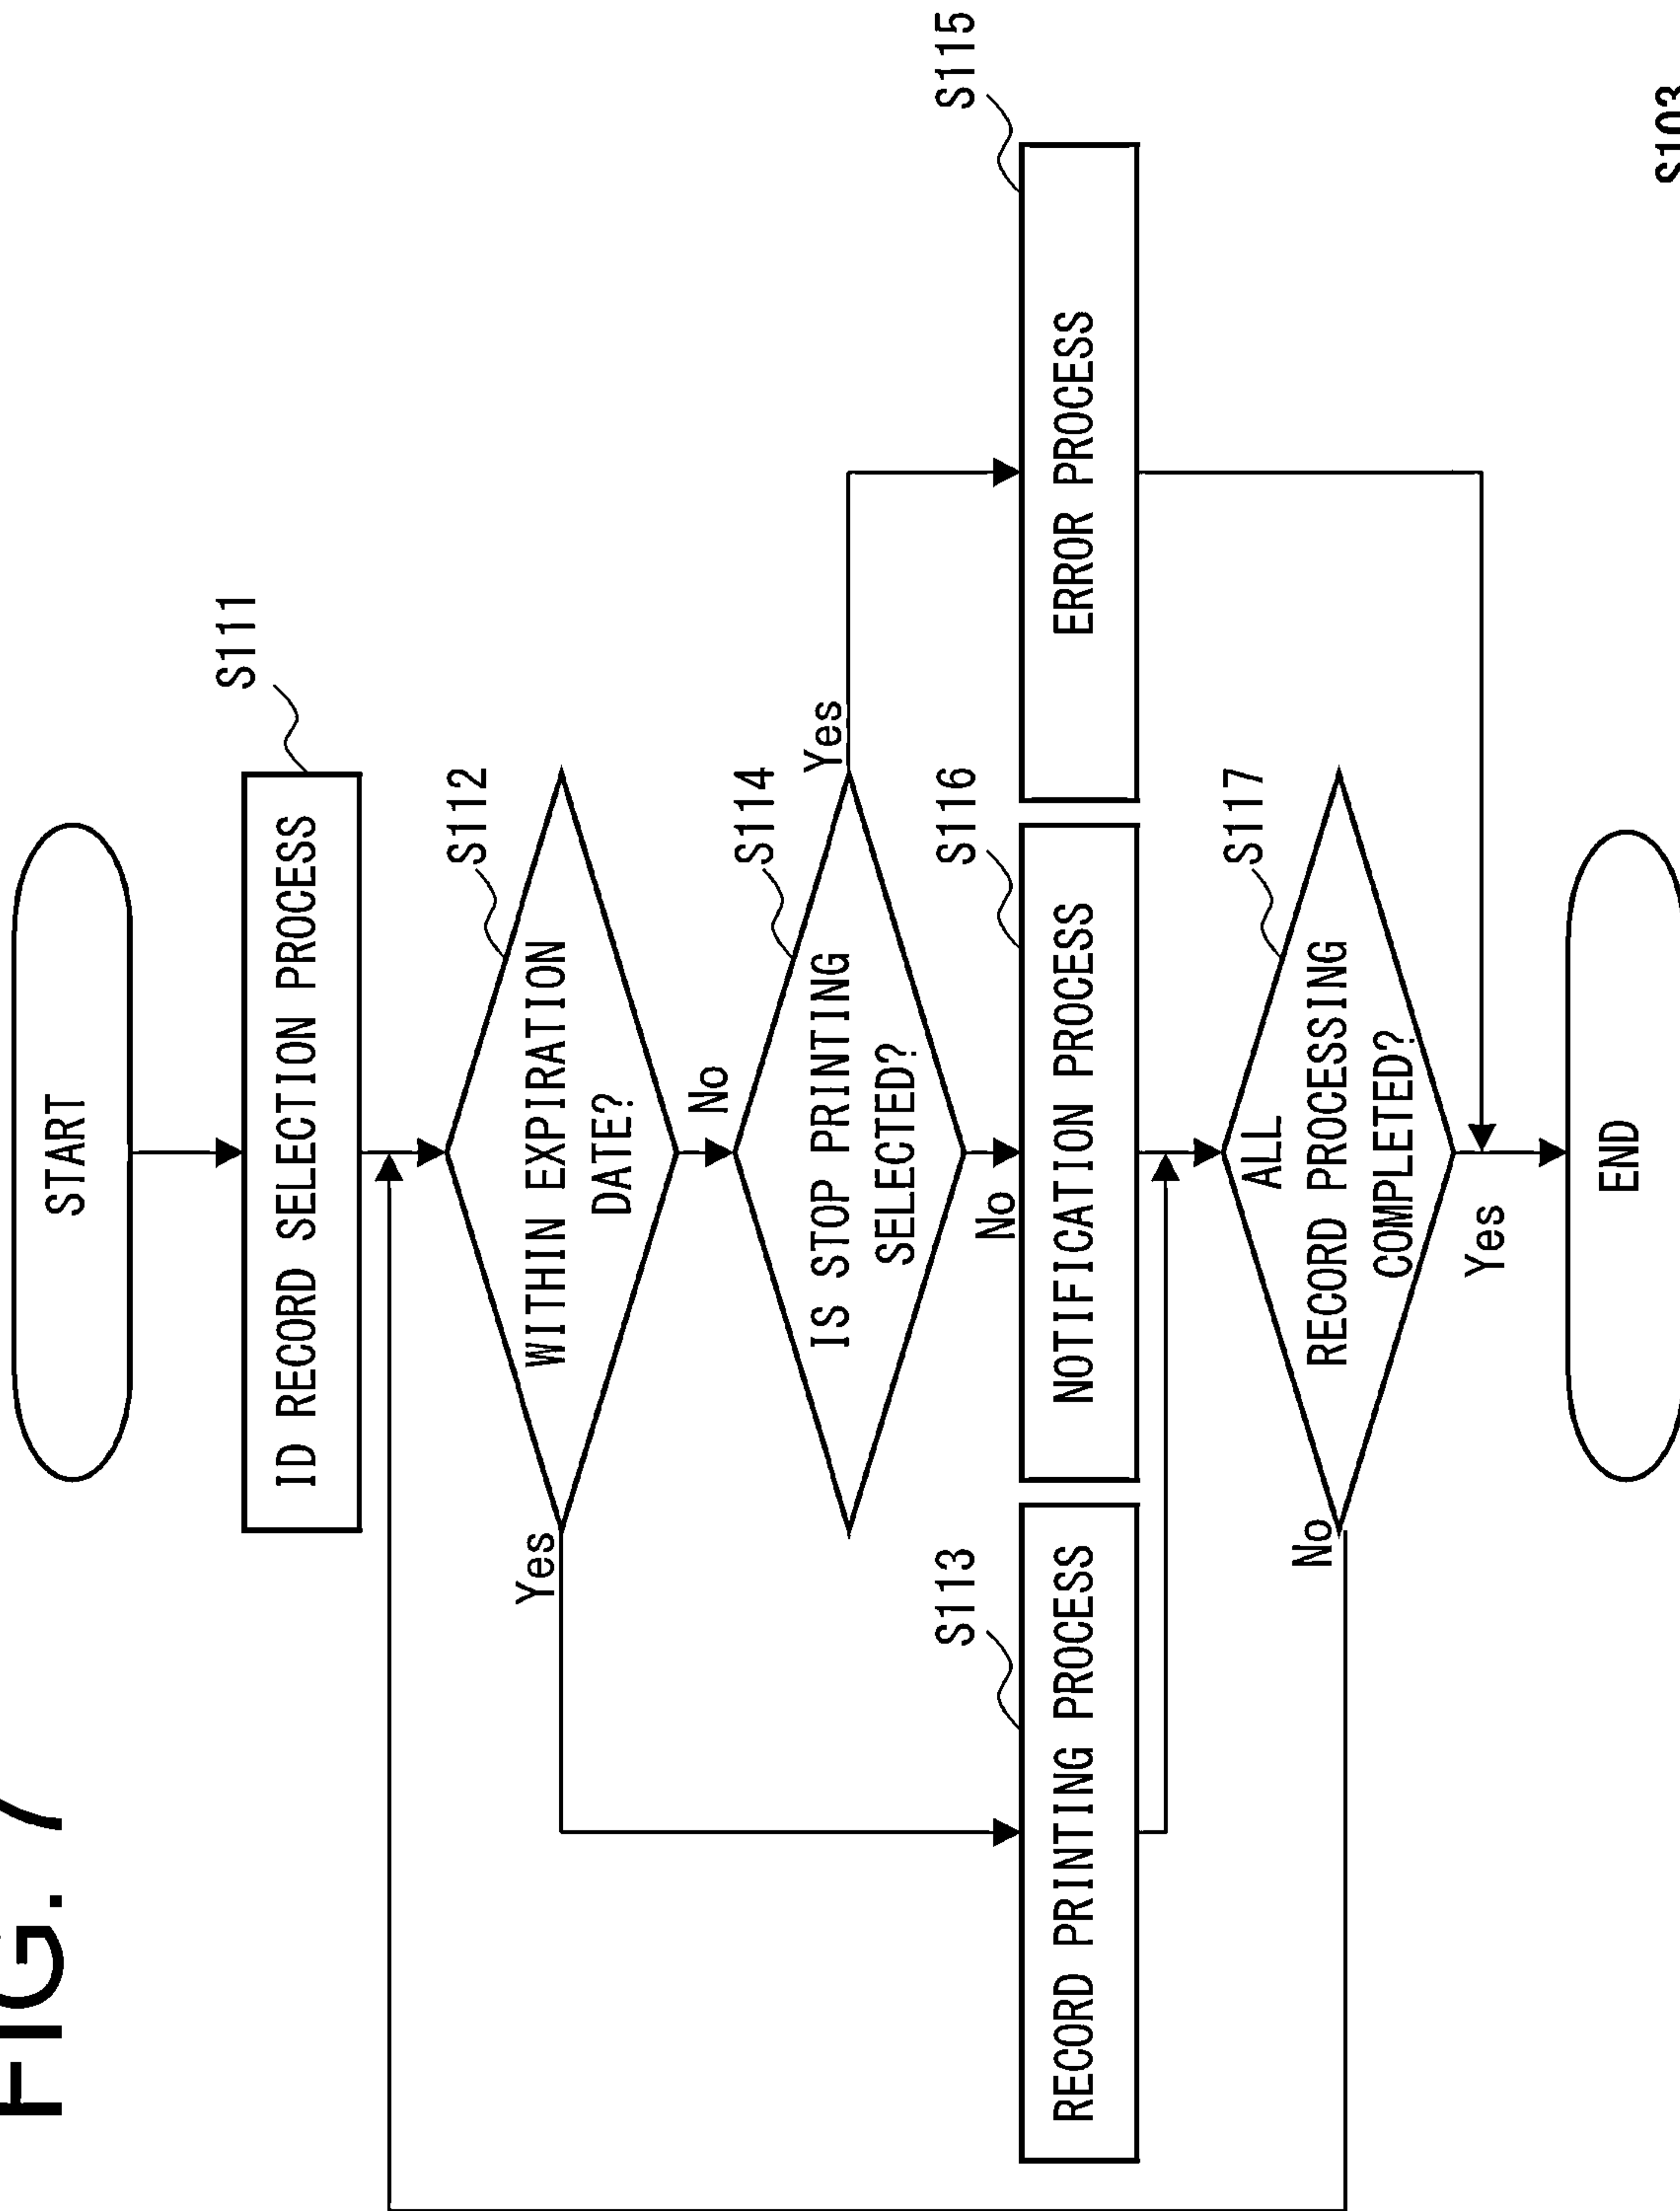 FIG. 7
START
S111
ID RECORD SELECTION PROCESS
S112
WITHIN EXPIRATION
DATE?
Yes
No
S114
IS STOP PRINTING
SELECTED?
Yes
No
S113
RECORD PRINTING PROCESS
S116
NOTIFICATION PROCESS
S115
ERROR PROCESS
S117
ALL
RECORD PROCESSING
COMPLETED?
No
Yes
END
S103